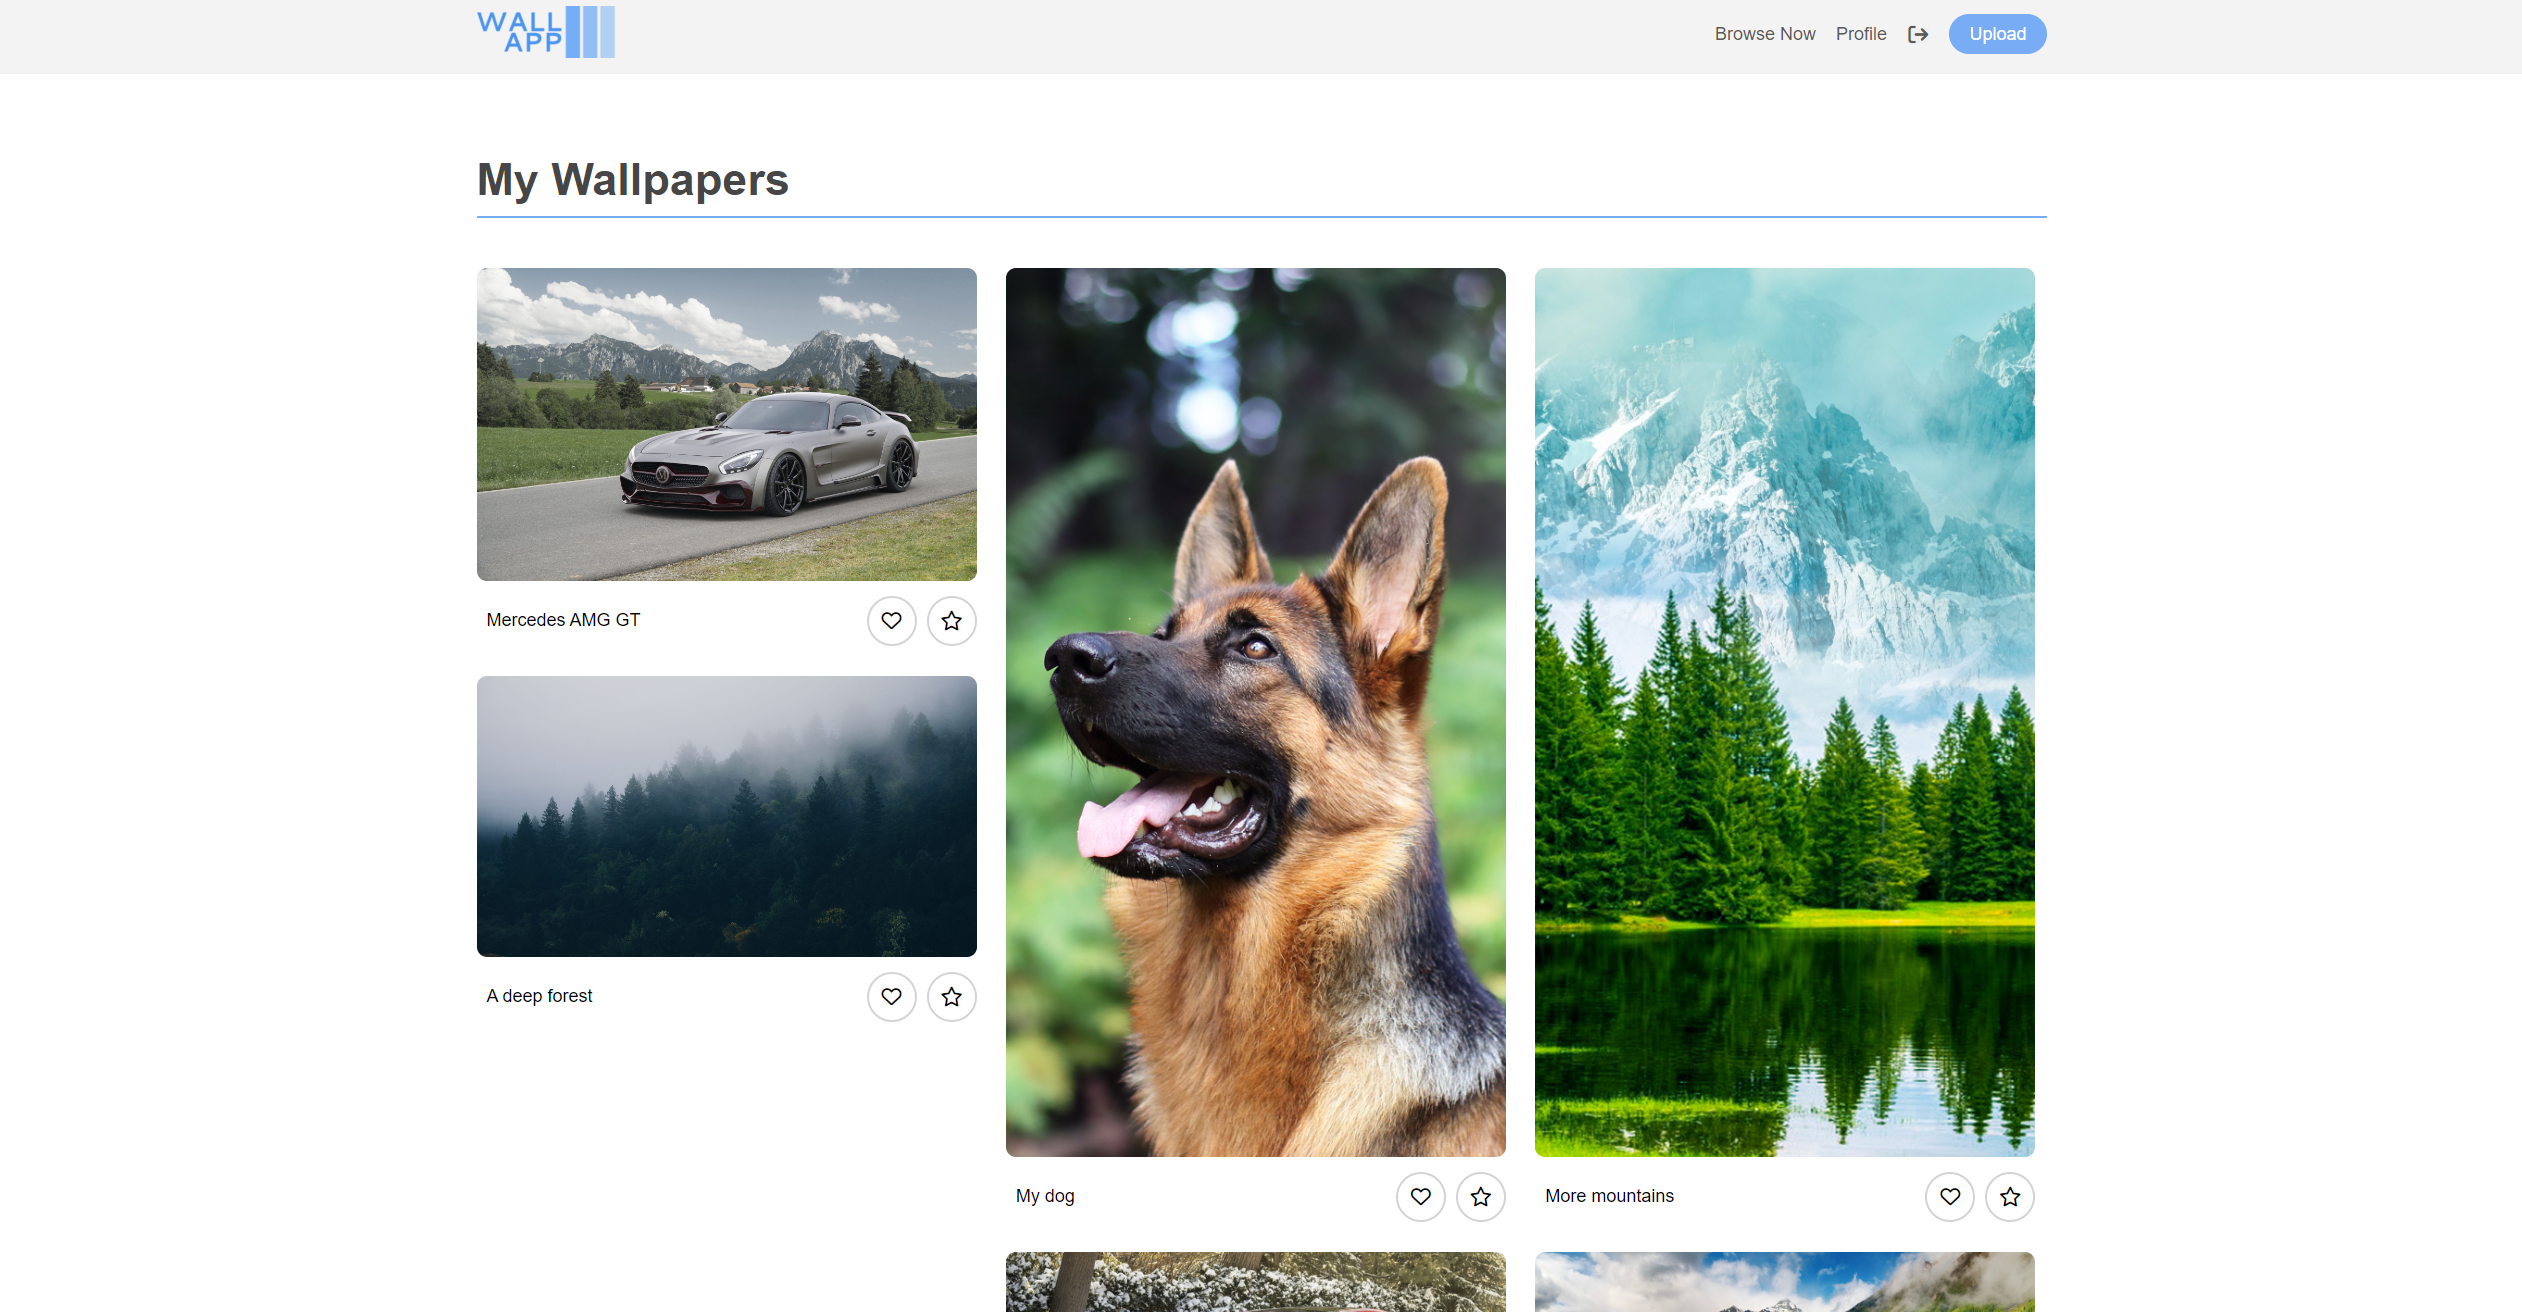 WALL
APP
Browse Now
Profile
Upload
My Wallpapers
Mercedes AMG GT
A deep forest
My dog
More mountains